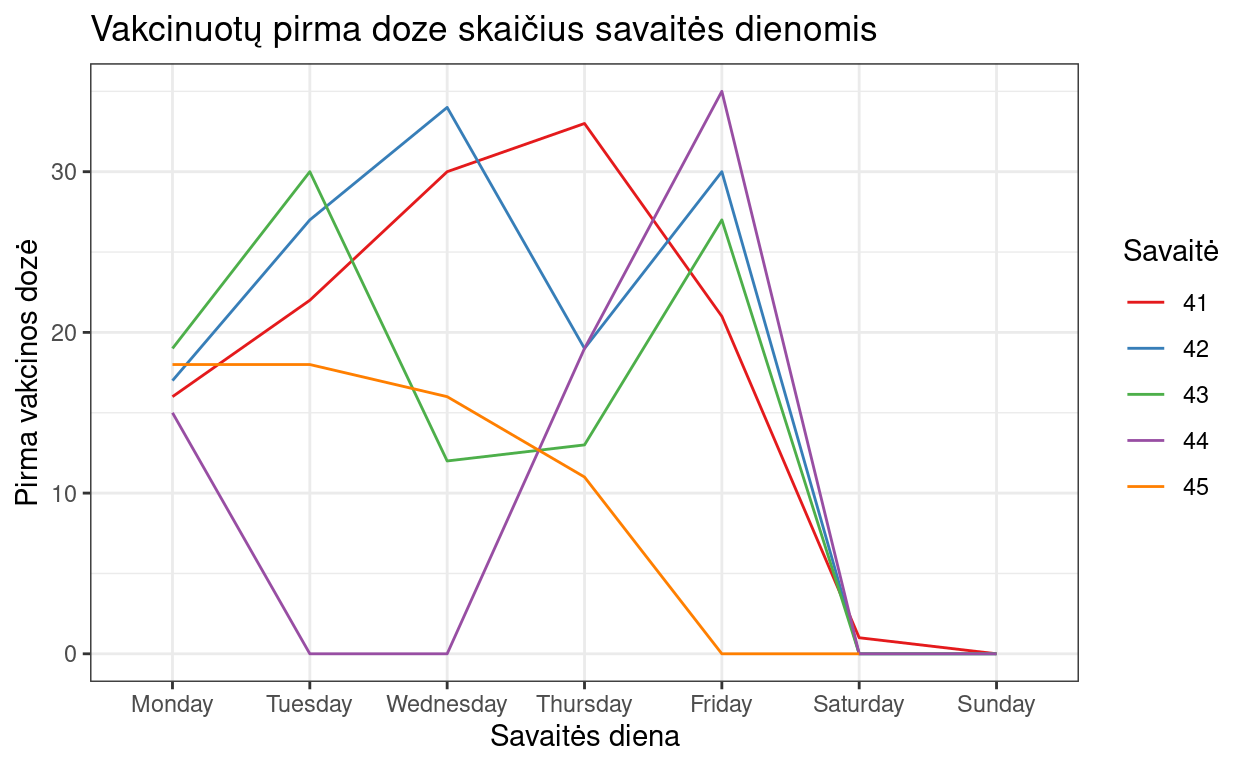 Vakcinuotų pirma doze skaičius savaitės dienomis
Pirma vakcinos dozė
30
20
10
0
Monday Tuesday Wednesday Thursday Friday Saturday Sunday
Savaitės diena
Savaitė
41
42
43
44
45